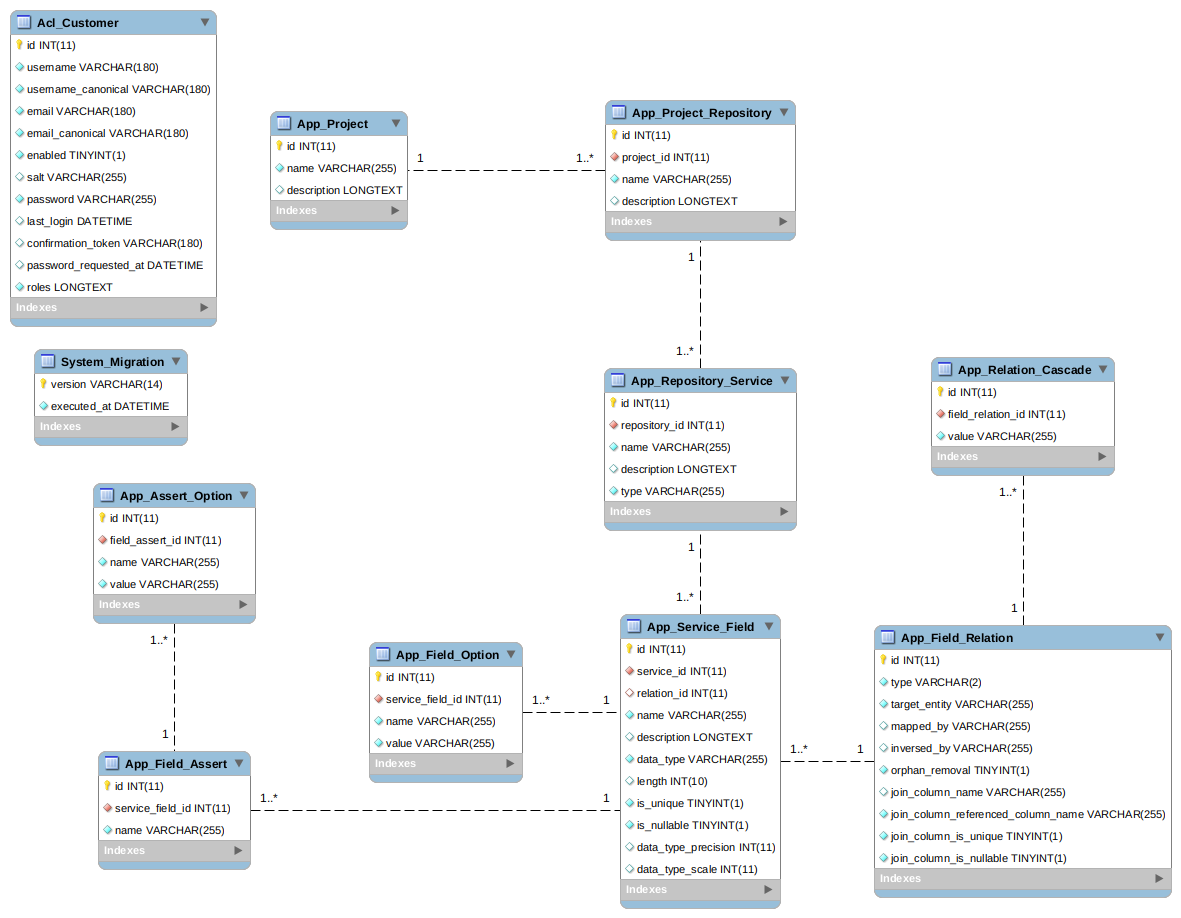 Acl_Customer
id INT(11)
username VARCHAR(180)
username_canonical VARCHAR(180)
email VARCHAR(180)
email_canonical VARCHAR(180)
enabled TINYINT(1)
salt VARCHAR(255)
password VARCHAR(255)
last_login DATETIME
confirmation_token VARCHAR(180)
password_requested_at DATETIME
roles LONGTEXT
Indexes
App_Project
id INT(11)
name VARCHAR(255)
description LONGTEXT
Indexes
1
1..*
App_Project_Repository
id INT(11)
project_id INT(11)
name VARCHAR(255)
description LONGTEXT
Indexes
1
1..*
System_Migration
version VARCHAR(14)
executed_at DATETIME
Indexes
App_Repository_Service
id INT(11)
repository_id INT(11)
name VARCHAR(255)
description LONGTEXT
type VARCHAR(255)
Indexes
1
1..*
App_Relation_Cascade
id INT(11)
field_relation_id INT(11)
value VARCHAR(255)
Indexes
1..*
1
App_Assert_Option
id INT(11)
field_assert_id INT(11)
name VARCHAR(255)
value VARCHAR(255)
Indexes
1..*
1
App_Field_Option
id INT(11)
service_field_id INT(11)
name VARCHAR(255)
value VARCHAR(255)
Indexes
1..*
1
App_Service_Field
id INT(11)
service_id INT(11)
relation_id INT(11)
name VARCHAR(255)
description LONGTEXT
data_type VARCHAR(255)
length INT(10)
is_unique TINYINT(1)
is_nullable TINYINT(1)
data_type_precision INT(11)
data_type_scale INT(11)
Indexes
1..*
1
App_Field_Relation
id INT(11)
type VARCHAR(2)
target_entity VARCHAR(255)
mapped_by VARCHAR(255)
inversed_by VARCHAR(255)
orphan_removal TINYINT(1)
join_column_name VARCHAR(255)
join_column_referenced_column_name VARCHAR(255)
join_column_is_unique TINYINT(1)
join_column_is_nullable TINYINT(1)
Indexes
App_Field_Assert
id INT(11)
service_field_id INT(11)
name VARCHAR(255)
Indexes
1..*
1